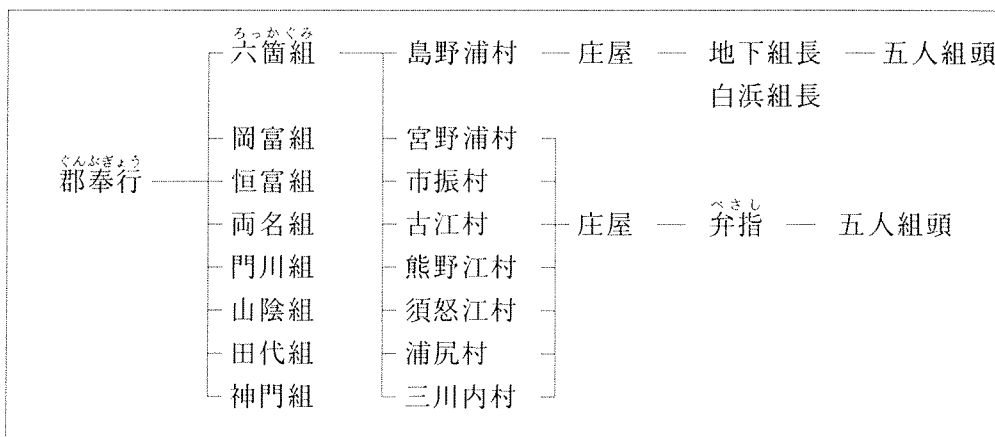 ろっかぐみ
六箇組 島野浦村 庄屋 地下組長 五人組頭
白浜組長
岡富組 宮野浦村
ぐんぶぎょう
郡奉行 恒富組 市振村
べさし
両名組 古江村 庄屋 弁指 五人組頭
門川組 熊野江村
山陰組 須怒江村
田代組 浦尻村
神門組 三川内村